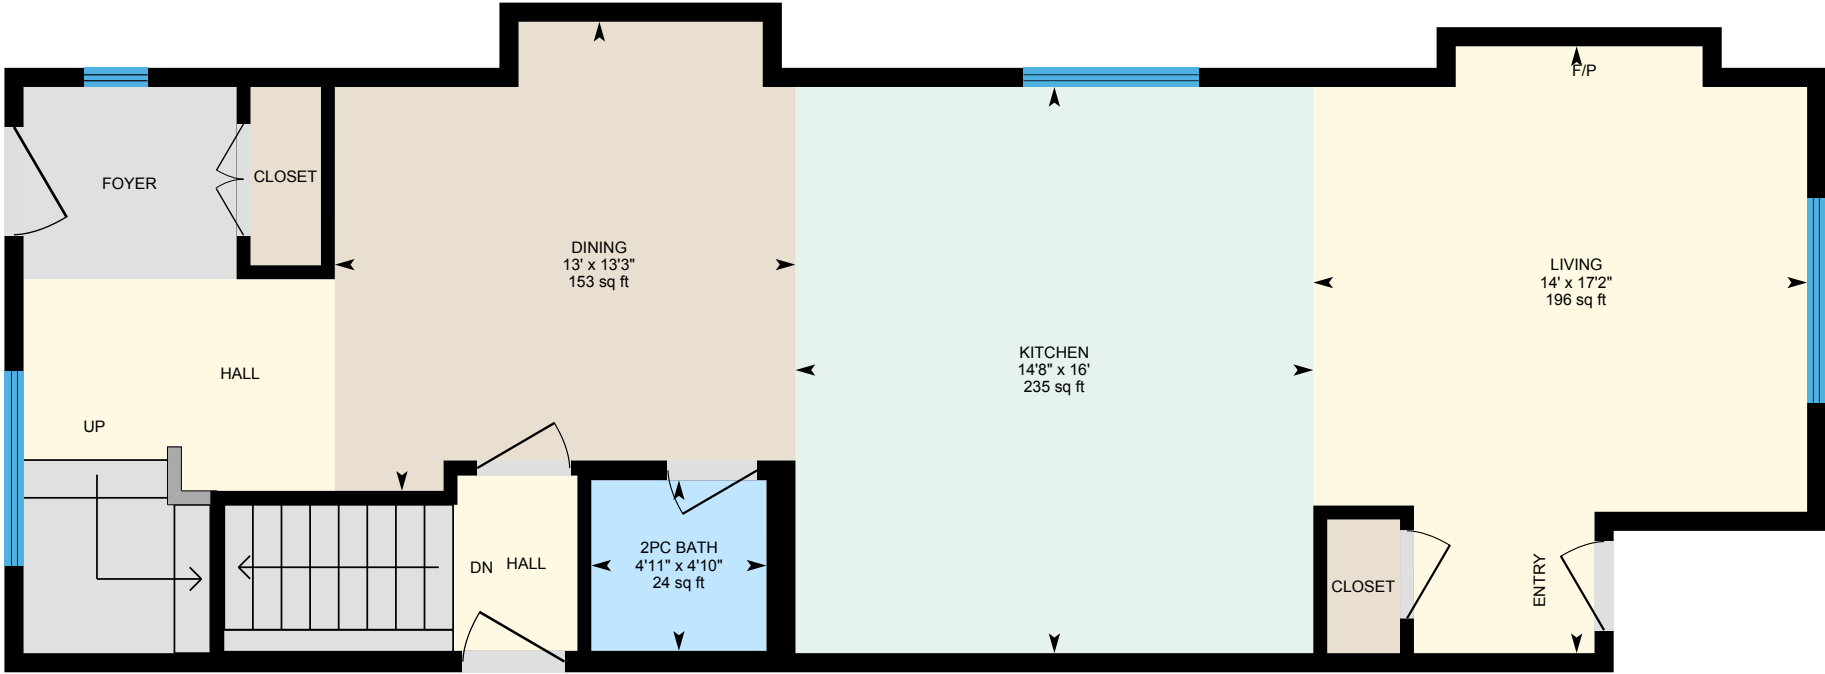 F/P
FOYER
CLOSET
DINING
13' x 13'3"
153 sq ft
LIVING
14' x 17'2"
196 sq ft
HALL
KITCHEN
14'8" x 16'
235 sq ft
UP
DN
HALL
2PC BATH
4'11" x 4'10"
24 sq ft
CLOSET
ENTRY